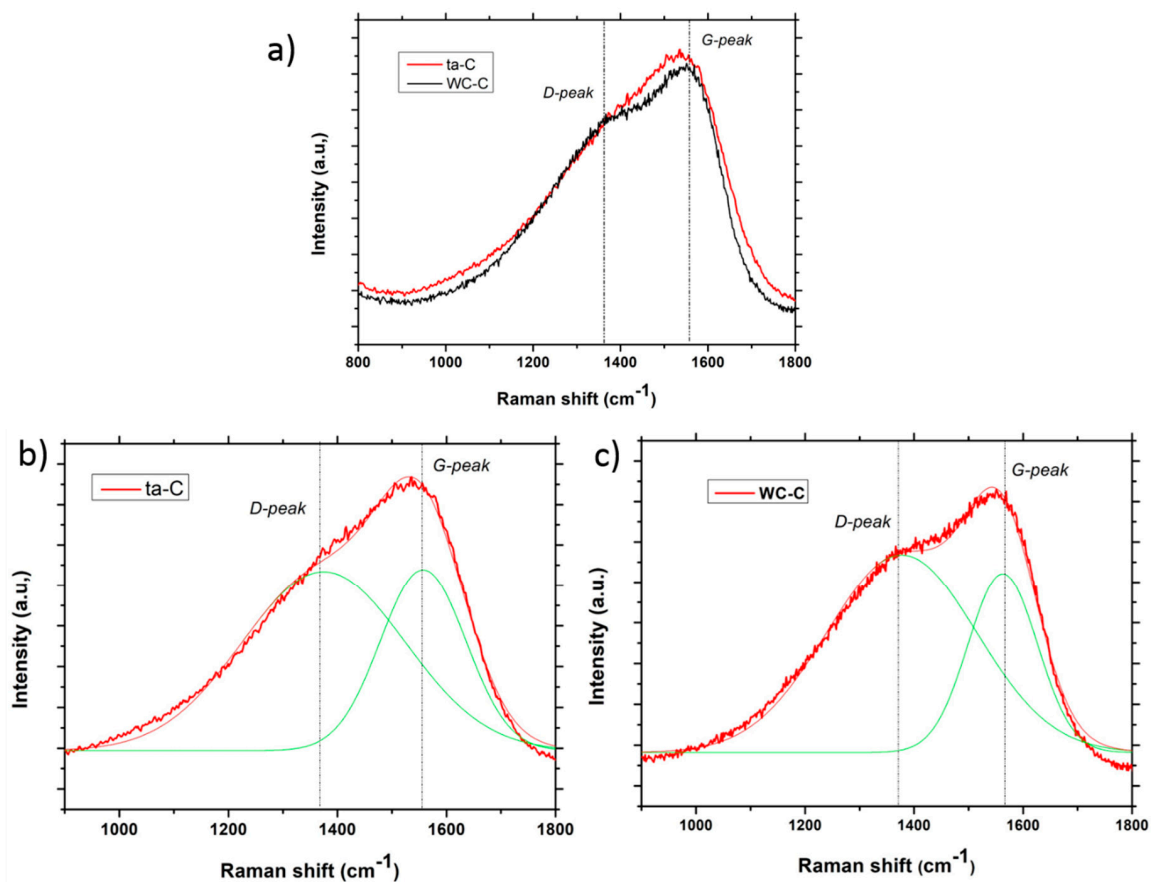 a)
ta-C
WC-C
D-peak
G-peak
Intensity (a.u,)
800 1000 1200 1400 1600 1800
Raman shift (cm-1)
b)
ta-C
D-peak
G-peak
Intensity (a.u,)
1000 1200 1400 1600 1800
Raman shift (cm-1)
c)
WC-C
D-peak
G-peak
Intensity (a.u.)
1000 1200 1400 1600 1800
Raman shift (cm-1)